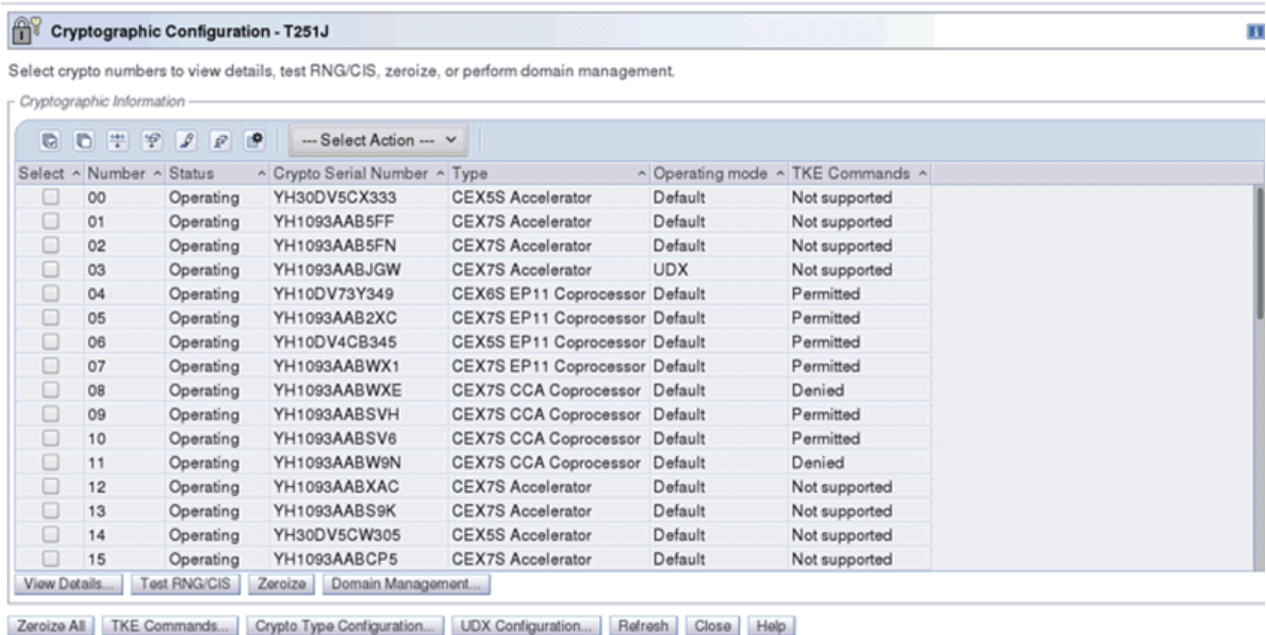 Cryptographic Configuration - T251J
Select crypto numbers to view details, test RNG/CIS, zeroize, or perform domain management.
Cryptographic Information
--- Select Action ---
Select Number Status Crypto Serial Number Type Operating mode TKE Commands
00 Operating YH30DV5CX333 CEX5S Accelerator Default Not supported
01 Operating YH1093AAB5FF CEX7S Accelerator Default Not supported
02 Operating YH1093AAB5FN CEX7S Accelerator Default Not supported
03 Operating YH1093AABJGW CEX7S Accelerator UDX Not supported
04 Operating YH10DV73Y349 CEX6S EP11 Coprocessor Default Permitted
05 Operating YH1093AAB2XC CEX7S EP11 Coprocessor Default Permitted
06 Operating YH10DV4CB345 CEX5S EP11 Coprocessor Default Permitted
07 Operating YH1093AABWX1 CEX7S EP11 Coprocessor Default Permitted
08 Operating YH1093AABWXE CEX7S CCA Coprocessor Default Denied
09 Operating YH1093AABSVH CEX7S CCA Coprocessor Default Permitted
10 Operating YH1093AABSV6 CEX7S CCA Coprocessor Default Permitted
11 Operating YH1093AABW9N CEX7S CCA Coprocessor Default Denied
12 Operating YH1093AABXAC CEX7S Accelerator Default Not supported
13 Operating YH1093AABS9K CEX7S Accelerator Default Not supported
14 Operating YH30DV5CW305 CEX5S Accelerator Default Not supported
15 Operating YH1093AABCP5 CEX7S Accelerator Default Not supported
View Details... Test RNG/CIS Zeroize Domain Management...
Zeroize All TKE Commands... Crypto Type Configuration... UDX Configuration... Refresh Close Help